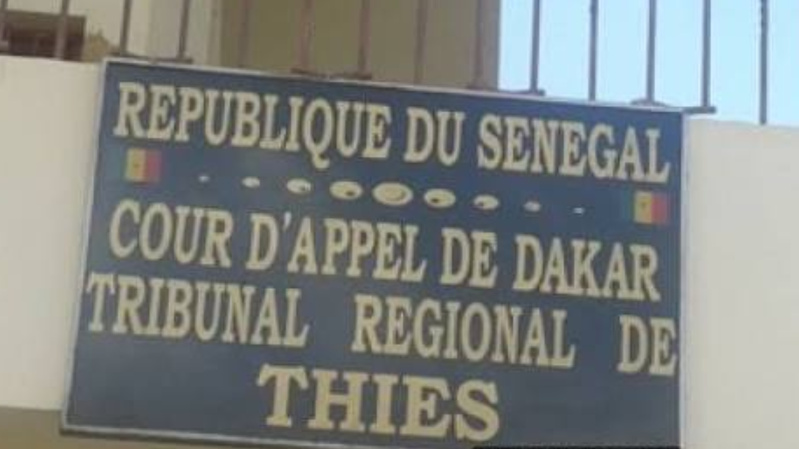 REPUBLIQUE DU SENEGAL
COUR D'APPEL DE DAKAR
TRIBUNAL REGIONAL DE
THIES